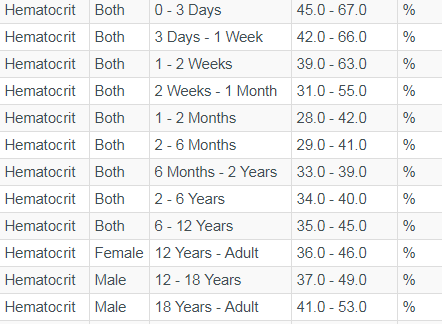 Hematocrit Both 0 - 3 Days 45.0 - 67.0 %
Hematocrit Both 3 Days - 1 Week 42.0 - 66.0 %
Hematocrit Both 1 - 2 Weeks 39.0 - 63.0 %
Hematocrit Both 2 Weeks - 1 Month 31.0 - 55.0 %
Hematocrit Both 1 - 2 Months 28.0 - 42.0 %
Hematocrit Both 2 - 6 Months 29.0 - 41.0 %
Hematocrit Both 6 Months - 2 Years 33.0 - 39.0 %
Hematocrit Both 2 - 6 Years 34.0 - 40.0 %
Hematocrit Both 6 - 12 Years 35.0 - 45.0 %
Hematocrit Female 12 Years - Adult 36.0 - 46.0 %
Hematocrit Male 12 - 18 Years 37.0 - 49.0 %
Hematocrit Male 18 Years - Adult 41.0 - 53.0 %